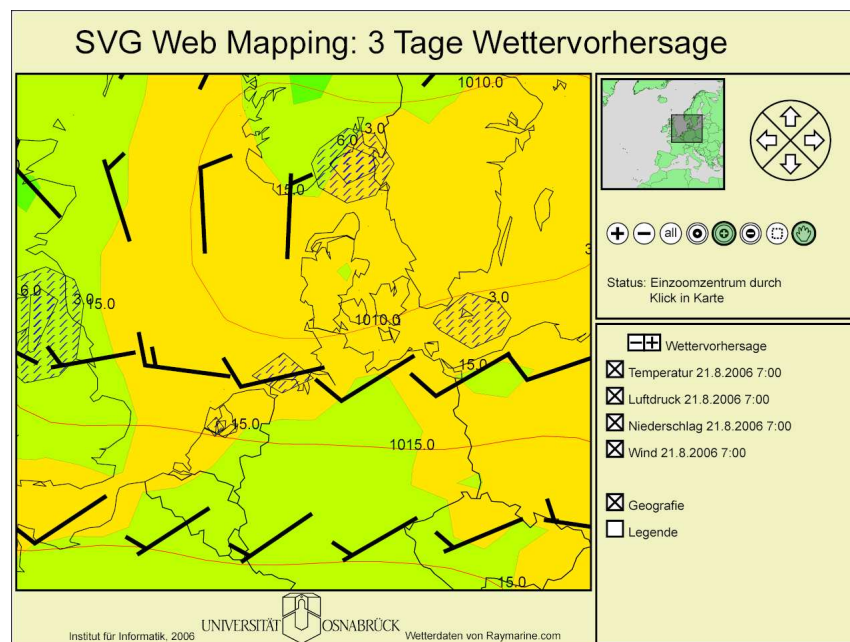 SVG Web Mapping: 3 Tage Wettervorhersage
1010.0
3.0
6.0
15.0
6.0
3.0
15.0
3.0
1010.0
15.0
15.0
1015.0
15.0
all
Status: Einzoomzentrum durch
Klick in Karte
Wettervorhersage
Temperatur 21.8.2006 7:00
Luftdruck 21.8.2006 7:00
Niederschlag 21.8.2006 7:00
Wind 21.8.2006 7:00
Geografie
Legende
Institut für Informatik, 2006
UNIVERSITÄT OSNABRÜCK
Wetterdaten von Raymarine.com